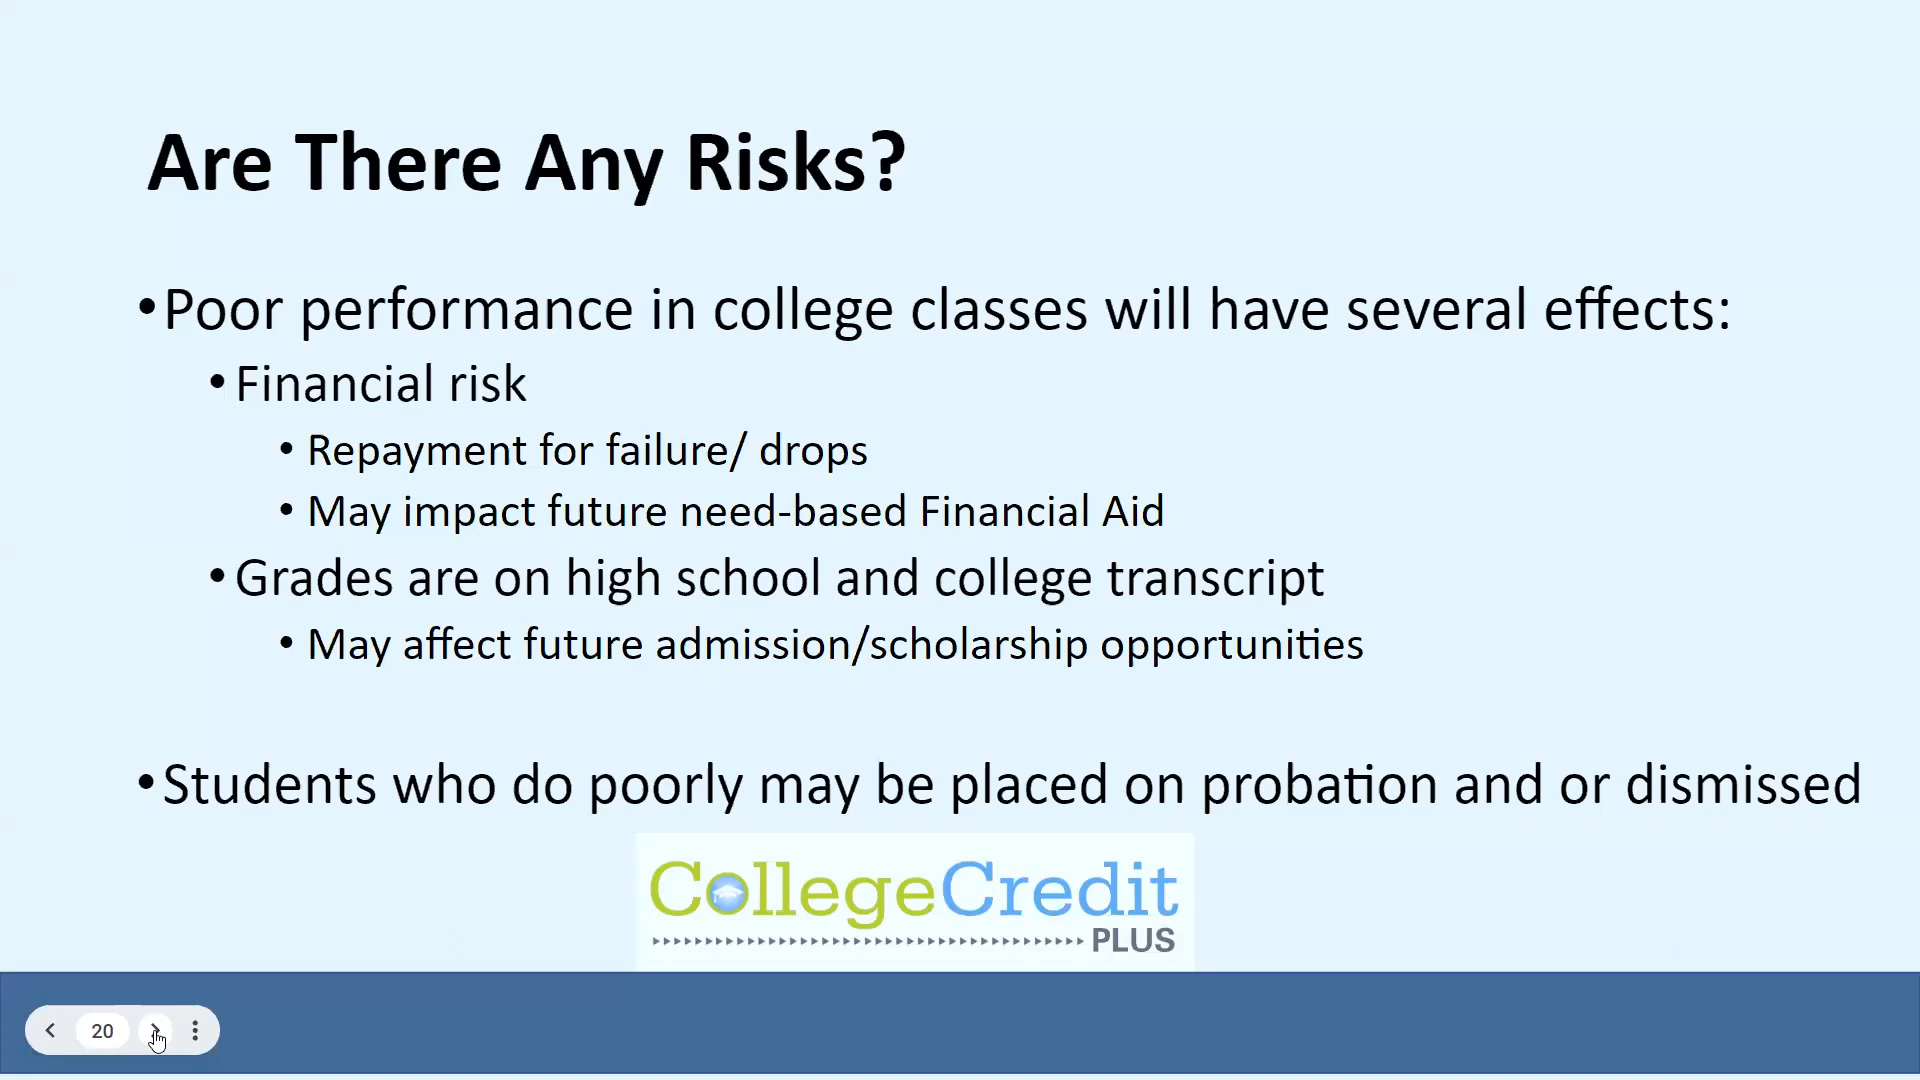 Are There Any Risks?
•Poor performance in college classes will have several effects:
•Financial risk
• Repayment for failure/ drops
• May impact future need-based Financial Aid
•Grades are on high school and college transcript
• May affect future admission/scholarship opportunities
•Students who do poorly may be placed on probation and or dismissed
CollegeCredit
PLUS
20